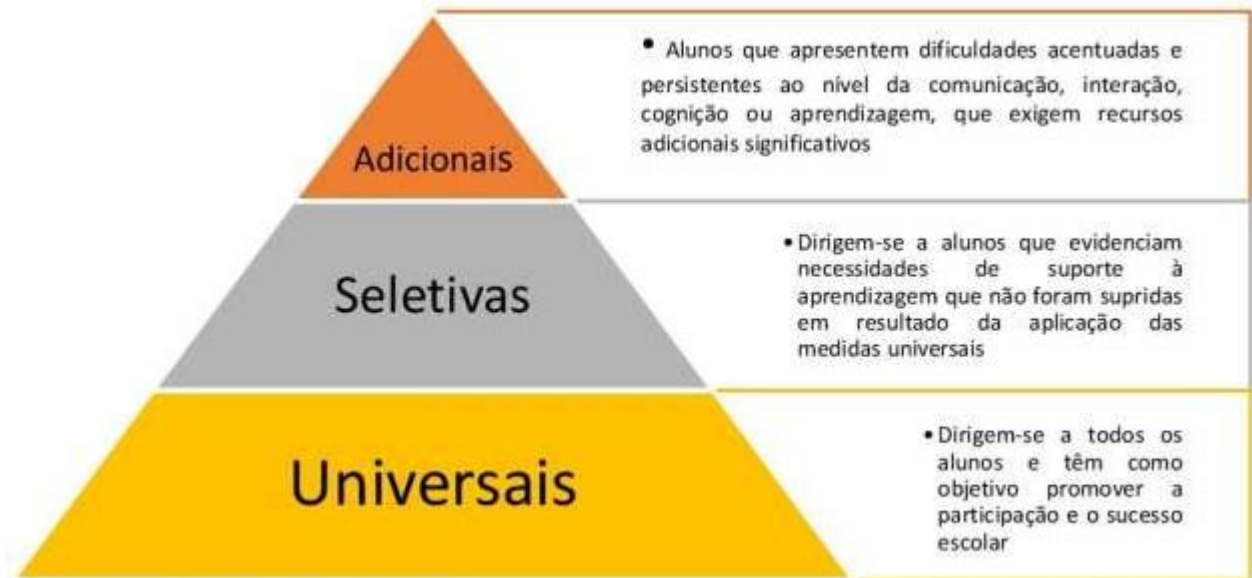 Adicionais
• Alunos que apresentem dificuldades acentuadas e
persistentes ao nível da comunicação, interação,
cognição ou aprendizagem, que exigem recursos
adicionais significativos
Seletivas
• Dirigem-se a alunos que evidenciam
necessidades de suporte à
aprendizagem que não foram supridas
em resultado da aplicação das
medidas universais
Universais
• Dirigem-se a todos os
alunos e têm como
objetivo promover a
participação e o sucesso
escolar